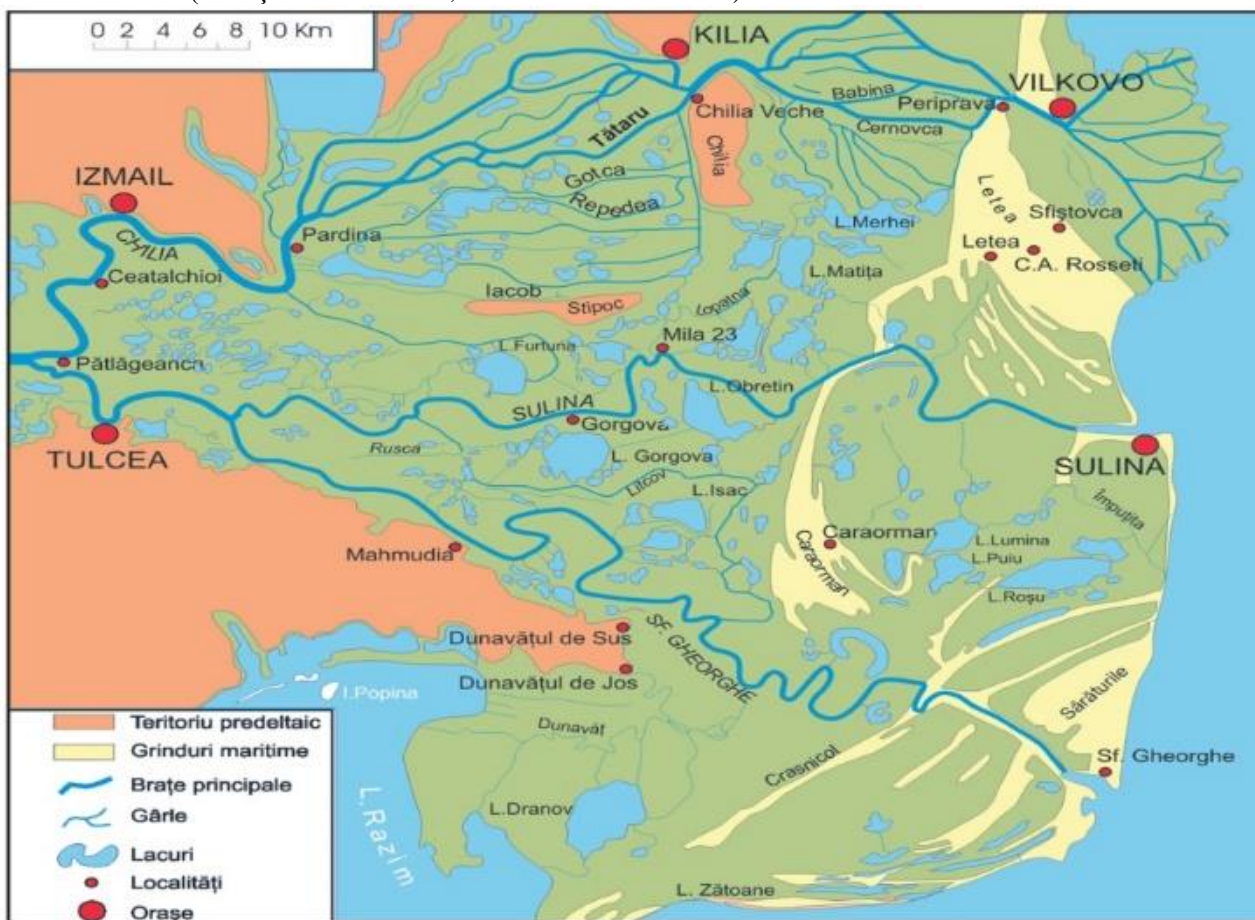 0 2 4 6 8 10 Km
KILIA
VILKOVO
Babina
Periprava
Chilia Veche
Cernovca
Tătaru
Chilia
IZMAIL
Gotca
Repedea
Letea
L.Merhei
Sfiștovca
CHILIA
Pardina
Letea
C.A. Rosseti
Ceatalchioi
L.Matița
Iacob
Stipoc
Lopatna
Mila 23
L.Furtuna
Pătlăgeanca
L.Obretin
SULINA
Gorgova
TULCEA
Rusca
L. Gorgova
SULINA
Litcov
L.Isac
Împuțita
Mahmudia
Caraorman
L.Lumina
L.Puiu
Caraorman
L.Roșu
Dunavățul de Sus
SF. GHEORGHE
Dunavățul de Jos
I.Popina
Sărăturile
Dunavăț
Sf. Gheorghe
Crasnicol
L.Dranov
L.Razim
L. Zătoane
Teritoriu predeltaic
Grinduri maritime
Brațe principale
Gârle
Lacuri
Localități
Orașe